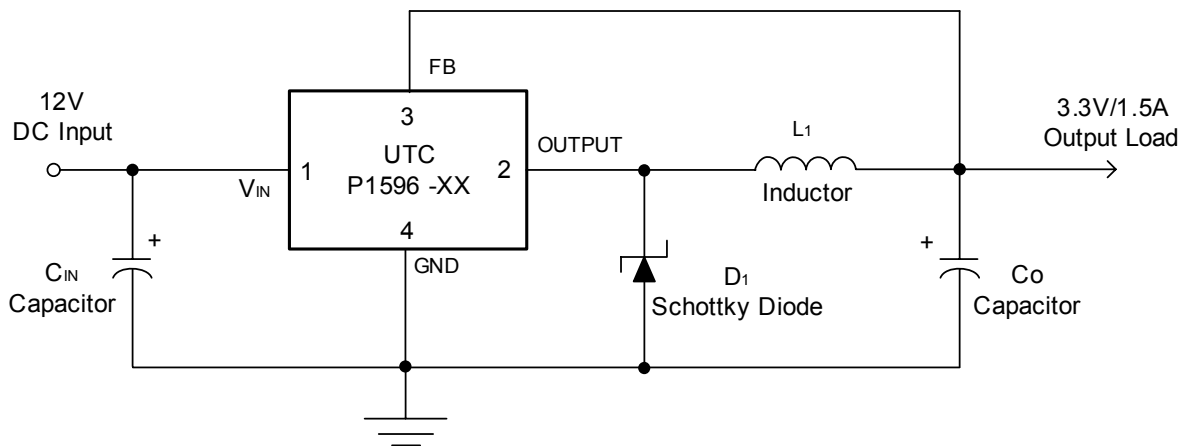 FB
12V
DC Input
3
UTC
P1596 -XX
1
2
4
VIN
GND
OUTPUT
L1
Inductor
3.3V/1.5A
Output Load
+
CIN
Capacitor
D1
Schottky Diode
+
Co
Capacitor